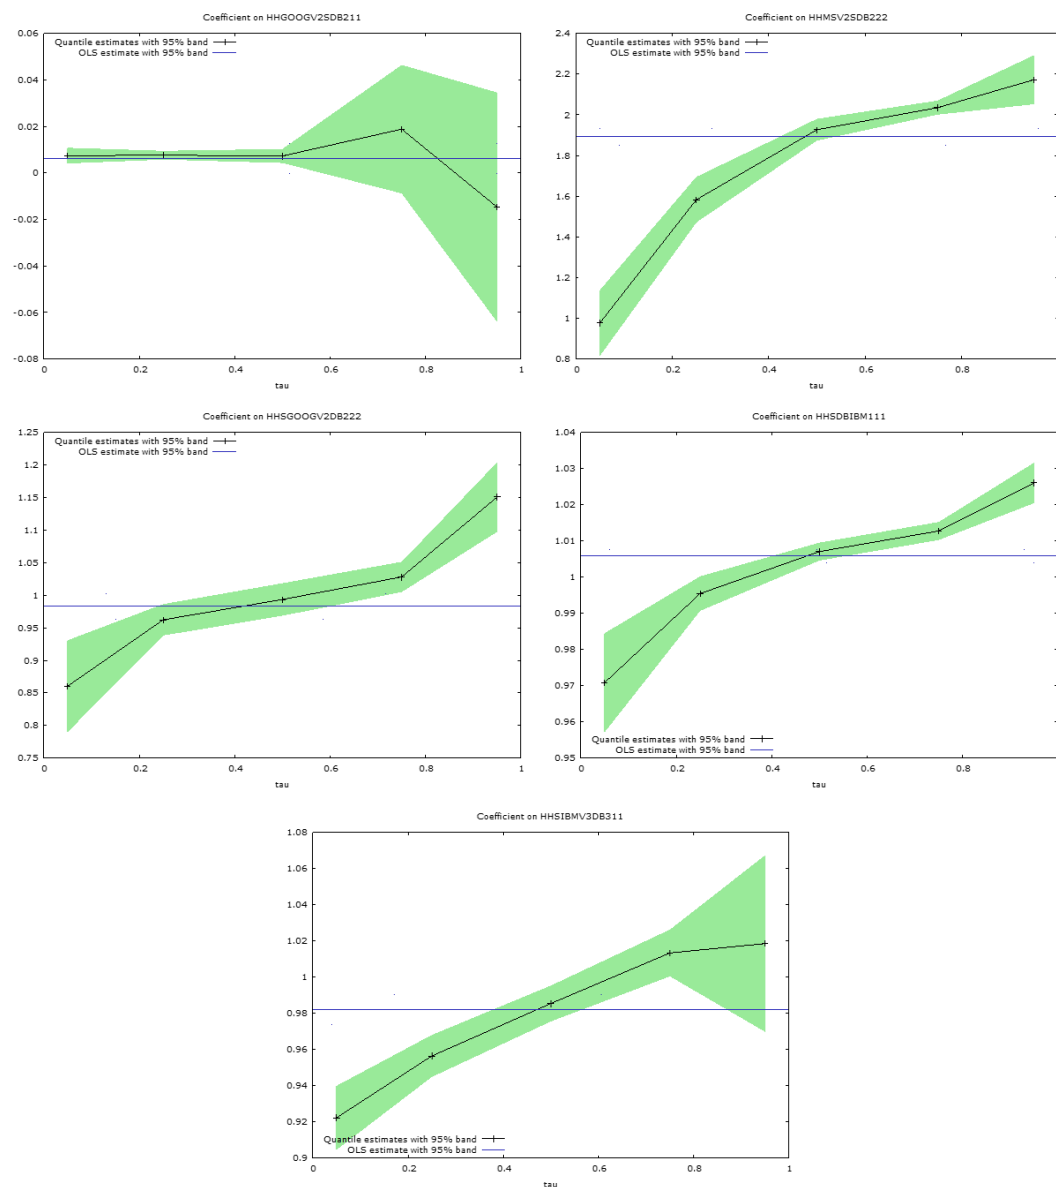 Coefficient on HHGOOGV2SDB211
0.06
0.04
0.02
0
-0.02
-0.04
-0.06
-0.08
Quantile estimates with 95% band
OLS estimate with 95% band
0 0.2 0.4 0.6 0.8 1
tau
Coefficient on HHMSV2SDB222
2.4
2.2
2
1.8
1.6
1.4
1.2
1
0.8
Quantile estimates with 95% band
OLS estimate with 95% band
0 0.2 0.4 0.6 0.8
tau
Coefficient on HHSGOOGV2DB222
1.25
1.2
1.15
1.1
1.05
1
0.95
0.9
0.85
0.8
0.75
Quantile estimates with 95% band
OLS estimate with 95% band
0 0.2 0.4 0.6 0.8 1
tau
Coefficient on HHSDBIBM111
1.04
1.03
1.02
1.01
1
0.99
0.98
0.97
0.96
0.95
Quantile estimates with 95% band
OLS estimate with 95% band
0 0.2 0.4 0.6 0.8
tau
Coefficient on HHSIBMV3DB311
1.08
1.06
1.04
1.02
1
0.98
0.96
0.94
0.92
0.9
Quantile estimates with 95% band
OLS estimate with 95% band
0 0.2 0.4 0.6 0.8 1
tau